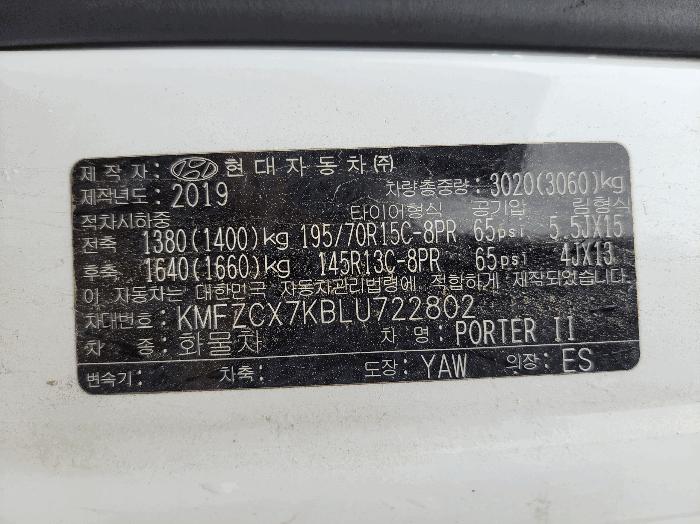 제 작 자: 현대자동차㈜
제작년도: 2019 차량총중량: 3020(3060)kg
적차시하중 타이어형식 공기압 림형식
전축 1380(1400)kg 195/70R15C-8PR 65psi 5.5JX15
후축 1640(1660)kg 145R13C-8PR 65psi 4JX13
이 자동차는 대한민국 자동차관리법령에 적합하게 제작되었습니다
차대번호: KMFZCX7KBLU722802
차 종: 화물차 차 명: PORTER II
변속기: 차축: 도장: YAW 의장: ES